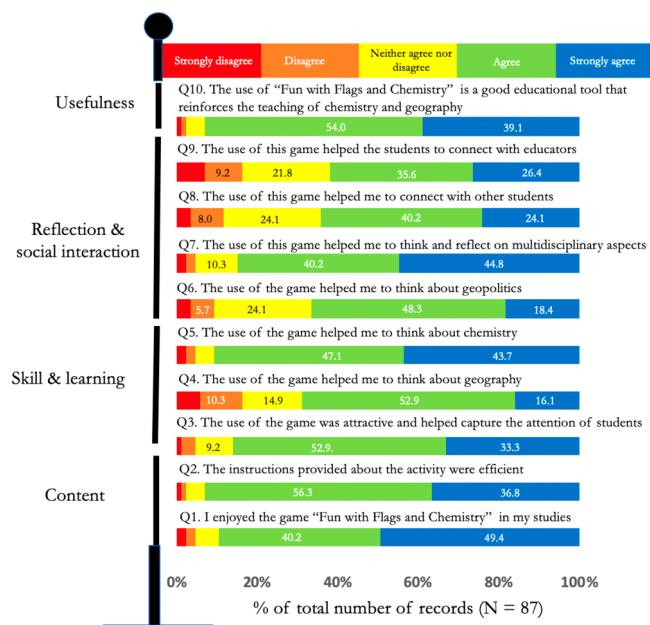 Strongly disagree Disagree Neither agree nor disagree Agree Strongly agree
Usefulness
Q10. The use of “Fun with Flags and Chemistry” is a good educational tool that
reinforces the teaching of chemistry and geography
54.0 39.1
Q9. The use of this game helped the students to connect with educators
9.2 21.8 35.6 26.4
Reflection &
social interaction
Q8. The use of this game helped me to connect with other students
8.0 24.1 40.2 24.1
Q7. The use of this game helped me to think and reflect on multidisciplinary aspects
10.3 40.2 44.8
Q6. The use of the game helped me to think about geopolitics
5.7 24.1 48.3 18.4
Skill & learning
Q5. The use of the game helped me to think about chemistry
47.1 43.7
Q4. The use of the game helped me to think about geography
10.3 14.9 52.9 16.1
Q3. The use of the game was attractive and helped capture the attention of students
9.2 52.9. 33.3
Content
Q2. The instructions provided about the activity were efficient
56.3 36.8
Q1. I enjoyed the game “Fun with Flags and Chemistry” in my studies
40.2 49.4
0% 20% 40% 60% 80% 100%
% of total number of records (N = 87)